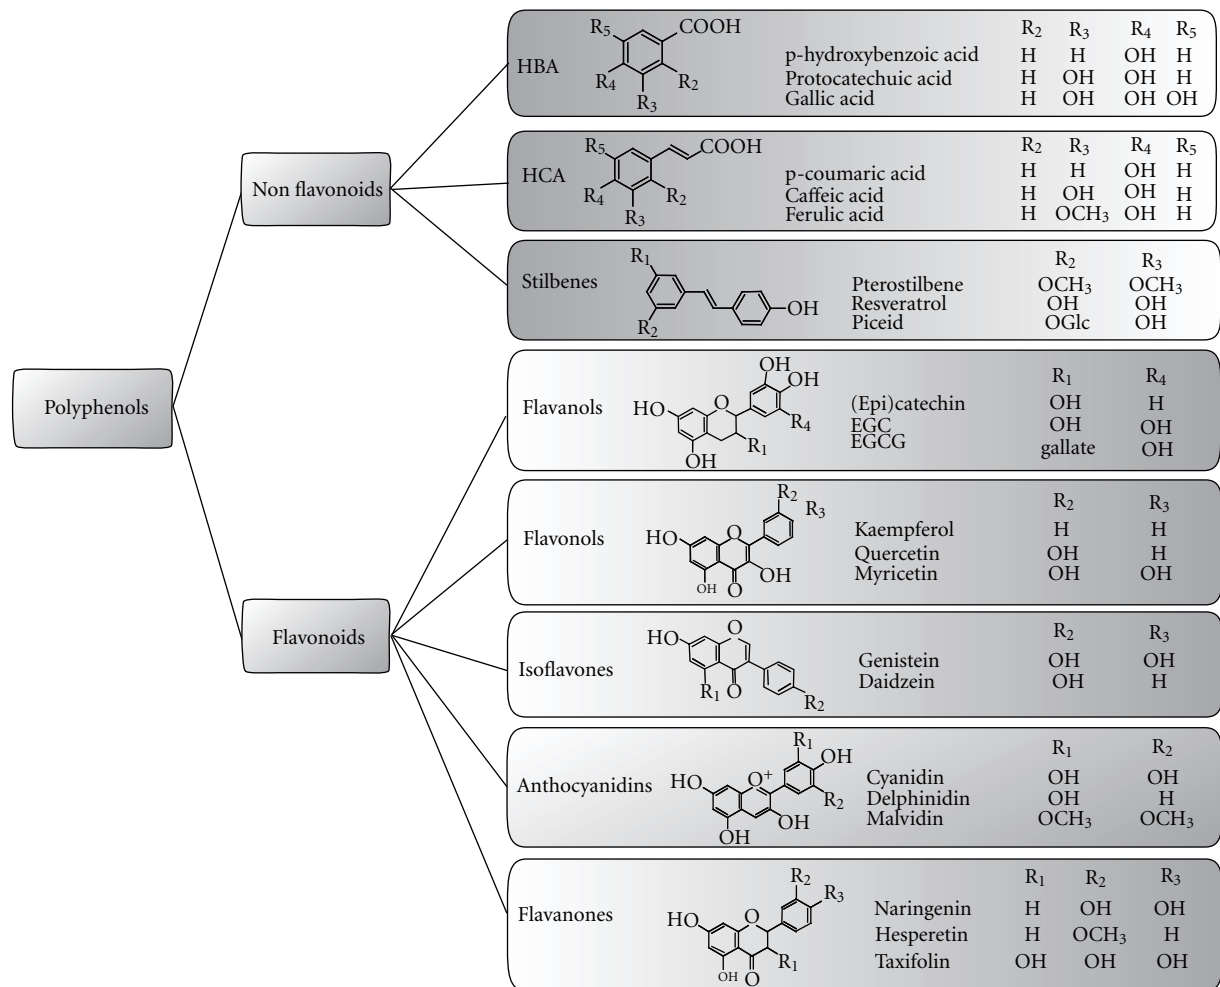 Polyphenols
Non flavonoids
Flavonoids
HBA
R5
COOH
R4
R2
R3
R2 R3 R4 R5
p-hydroxybenzoic acid H H OH H
Protocatechuic acid H OH OH H
Gallic acid H OH OH OH
HCA
R5
COOH
R4
R2
R3
R2 R3 R4 R5
p-coumaric acid H H OH H
Caffeic acid H OH OH H
Ferulic acid H OCH3 OH H
Stilbenes
R1
OH
R2
R2 R3
Pterostilbene OCH3 OCH3
Resveratrol OH OH
Piceid OGlc OH
Flavanols
OH
OH
HO
O
R4
R1
OH
R1 R4
(Epi)catechin OH H
EGC OH OH
EGCG gallate OH
Flavonols
R2
R3
HO
O
OH
OH
O
R2 R3
Kaempferol H H
Quercetin OH H
Myricetin OH OH
Isoflavones
O
HO
R1
O
R2
R2 R3
Genistein OH OH
Daidzein OH H
Anthocyanidins
R1
OH
HO
O+
R2
OH
OH
R1 R2
Cyanidin OH OH
Delphinidin OH H
Malvidin OCH3 OCH3
Flavanones
R2
R3
HO
O
R1
OH
O
R1 R2 R3
Naringenin H OH OH
Hesperetin H OCH3 H
Taxifolin OH OH OH